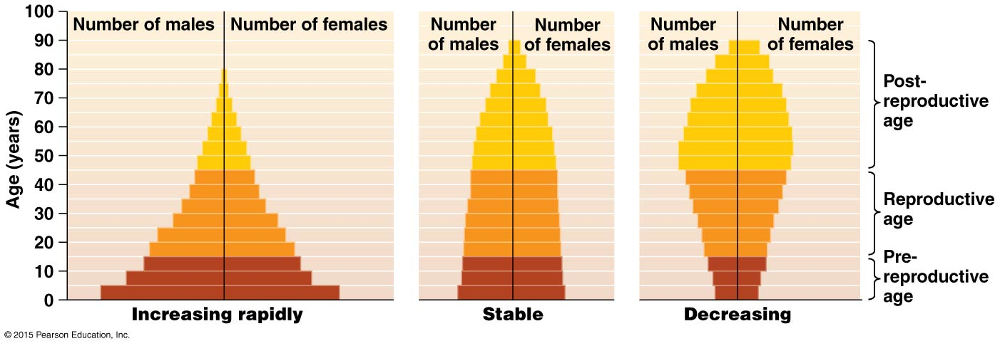 Age (years)
100
90
80
70
60
50
40
30
20
10
0
Number of males
Number of females
Increasing rapidly
Number
of males
Number
of females
Stable
Number
of males
Number
of females
Decreasing
Post-
reproductive
age
Reproductive
age
Pre-
reproductive
age
© 2015 Pearson Education, Inc.